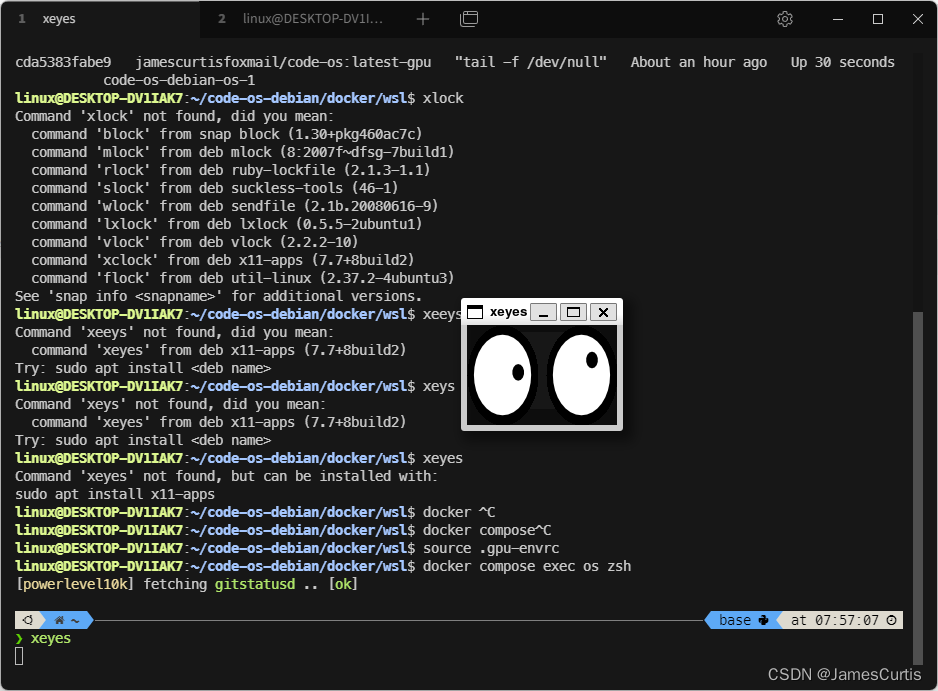 1 xeyes 2 linux@DESKTOP-DV1I...
cda5383fabe9 jamescurtisfoxmail/code-os:latest-gpu "tail -f /dev/null" About an hour ago Up 30 seconds
code-os-debian-os-1
linux@DESKTOP-DV1IAK7:~/code-os-debian/docker/wsl$ xlock
Command 'xlock' not found, did you mean:
command 'block' from snap block (1.30+pkg460ac7c)
command 'mlock' from deb mlock (8:2007f~dfsg-7build1)
command 'rlock' from deb ruby-lockfile (2.1.3-1.1)
command 'slock' from deb suckless-tools (46-1)
command 'wlock' from deb sendfile (2.1b.20080616-9)
command 'lxlock' from deb lxlock (0.5.5-2ubuntu1)
command 'vlock' from deb vlock (2.2.2-10)
command 'xclock' from deb x11-apps (7.7+8build2)
command 'flock' from deb util-linux (2.37.2-4ubuntu3)
See 'snap info <snapname>' for additional versions.
linux@DESKTOP-DV1IAK7:~/code-os-debian/docker/wsl$ xeeys
xeyes
Command 'xeeys' not found, did you mean:
command 'xeyes' from deb x11-apps (7.7+8build2)
Try: sudo apt install <deb name>
linux@DESKTOP-DV1IAK7:~/code-os-debian/docker/wsl$ xeys
Command 'xeys' not found, did you mean:
command 'xeyes' from deb x11-apps (7.7+8build2)
Try: sudo apt install <deb name>
linux@DESKTOP-DV1IAK7:~/code-os-debian/docker/wsl$ xeyes
Command 'xeyes' not found, but can be installed with:
sudo apt install x11-apps
linux@DESKTOP-DV1IAK7:~/code-os-debian/docker/wsl$ docker ^C
linux@DESKTOP-DV1IAK7:~/code-os-debian/docker/wsl$ docker compose^C
linux@DESKTOP-DV1IAK7:~/code-os-debian/docker/wsl$ source .gpu-envrc
linux@DESKTOP-DV1IAK7:~/code-os-debian/docker/wsl$ docker compose exec os zsh
[powerlevel10k] fetching gitstatusd .. [ok]
~ base at 07:57:07
❯ xeyes
CSDN @JamesCurtis